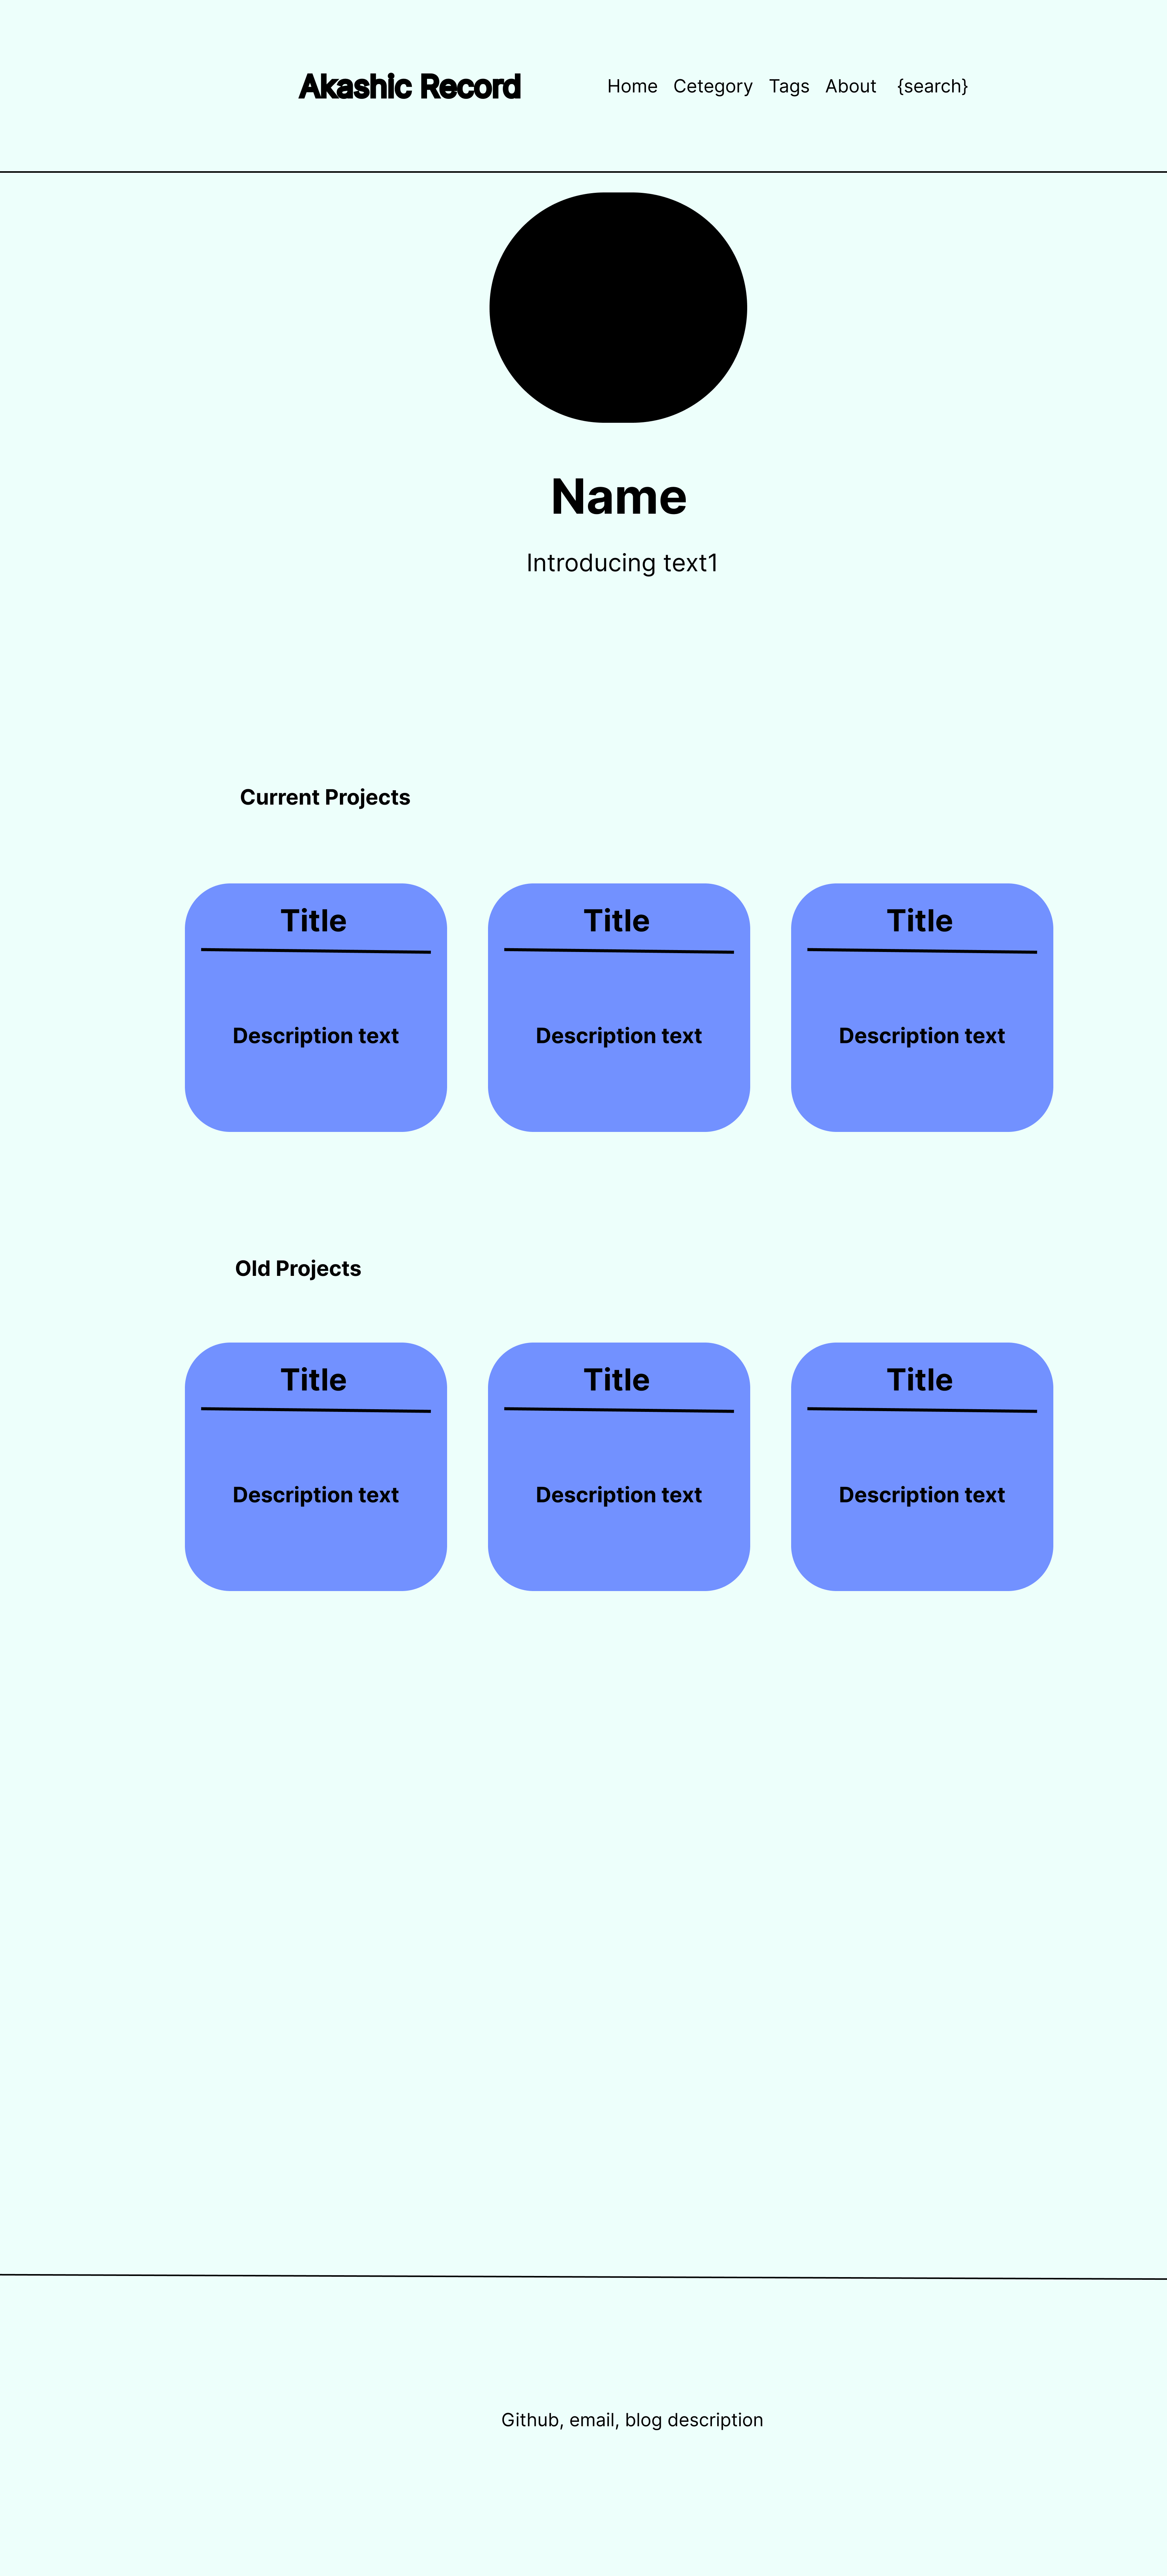 Akashic Record
Home Cetegory Tags About {search}
Name
Introducing text1
Current Projects
Title Title Title
Description text Description text Description text
Old Projects
Title Title Title
Description text Description text Description text
Github, email, blog description